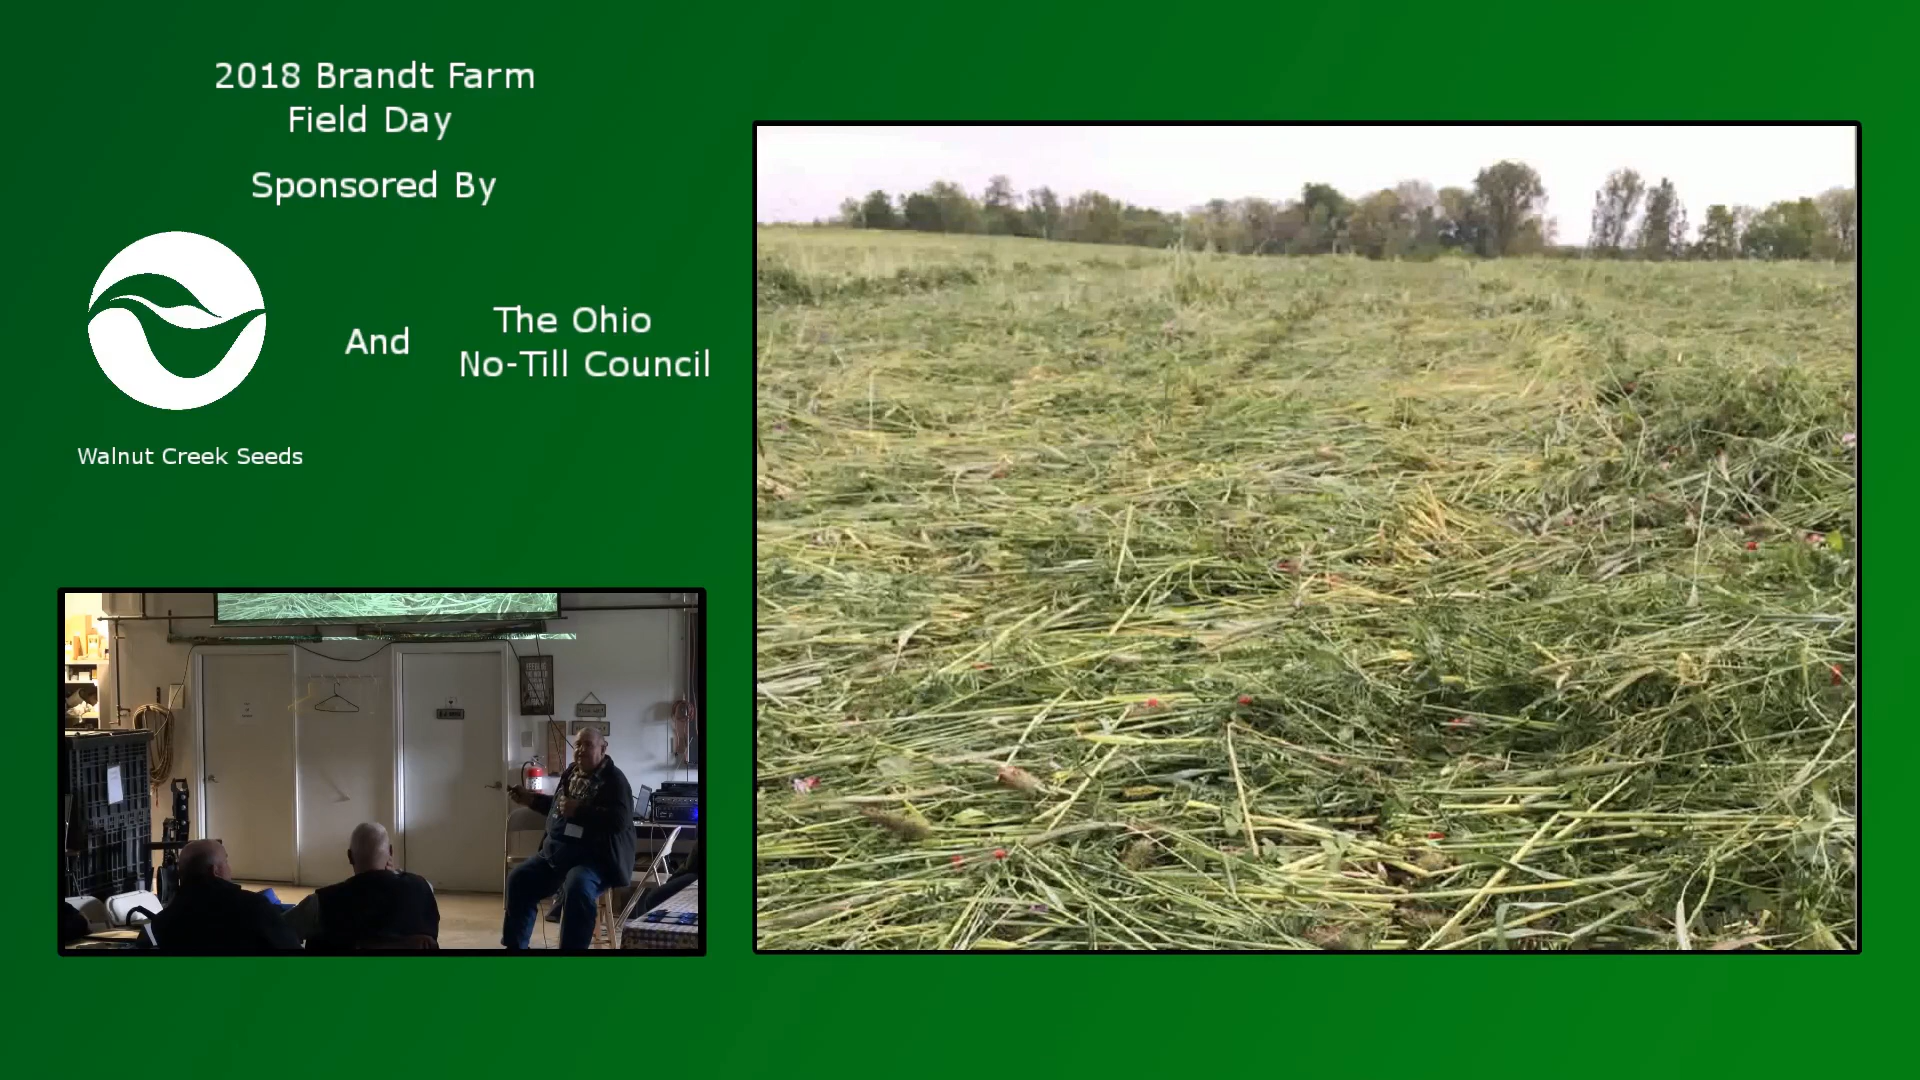 2018 Brandt Farm
Field Day
Sponsored By
And
The Ohio
No-Till Council
Walnut Creek Seeds